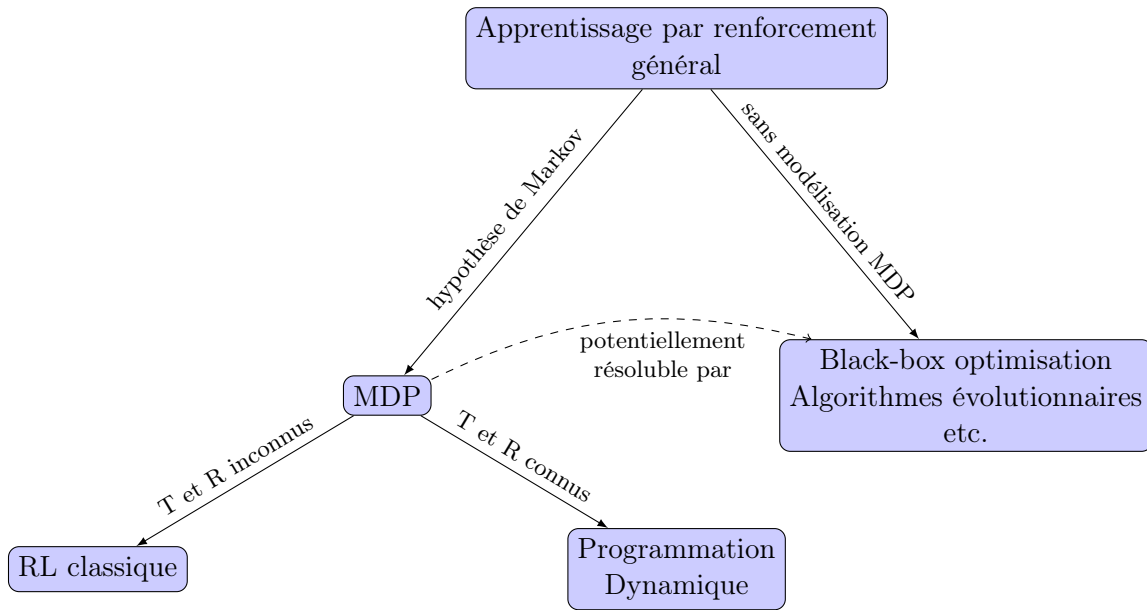 Apprentissage par renforcement
général
hypothèse de Markov
sans modélisation MDP
potentiellement
résoluble par
Black-box optimisation
Algorithmes évolutionnaires
etc.
MDP
T et R inconnus
T et R connus
RL classique
Programmation
Dynamique